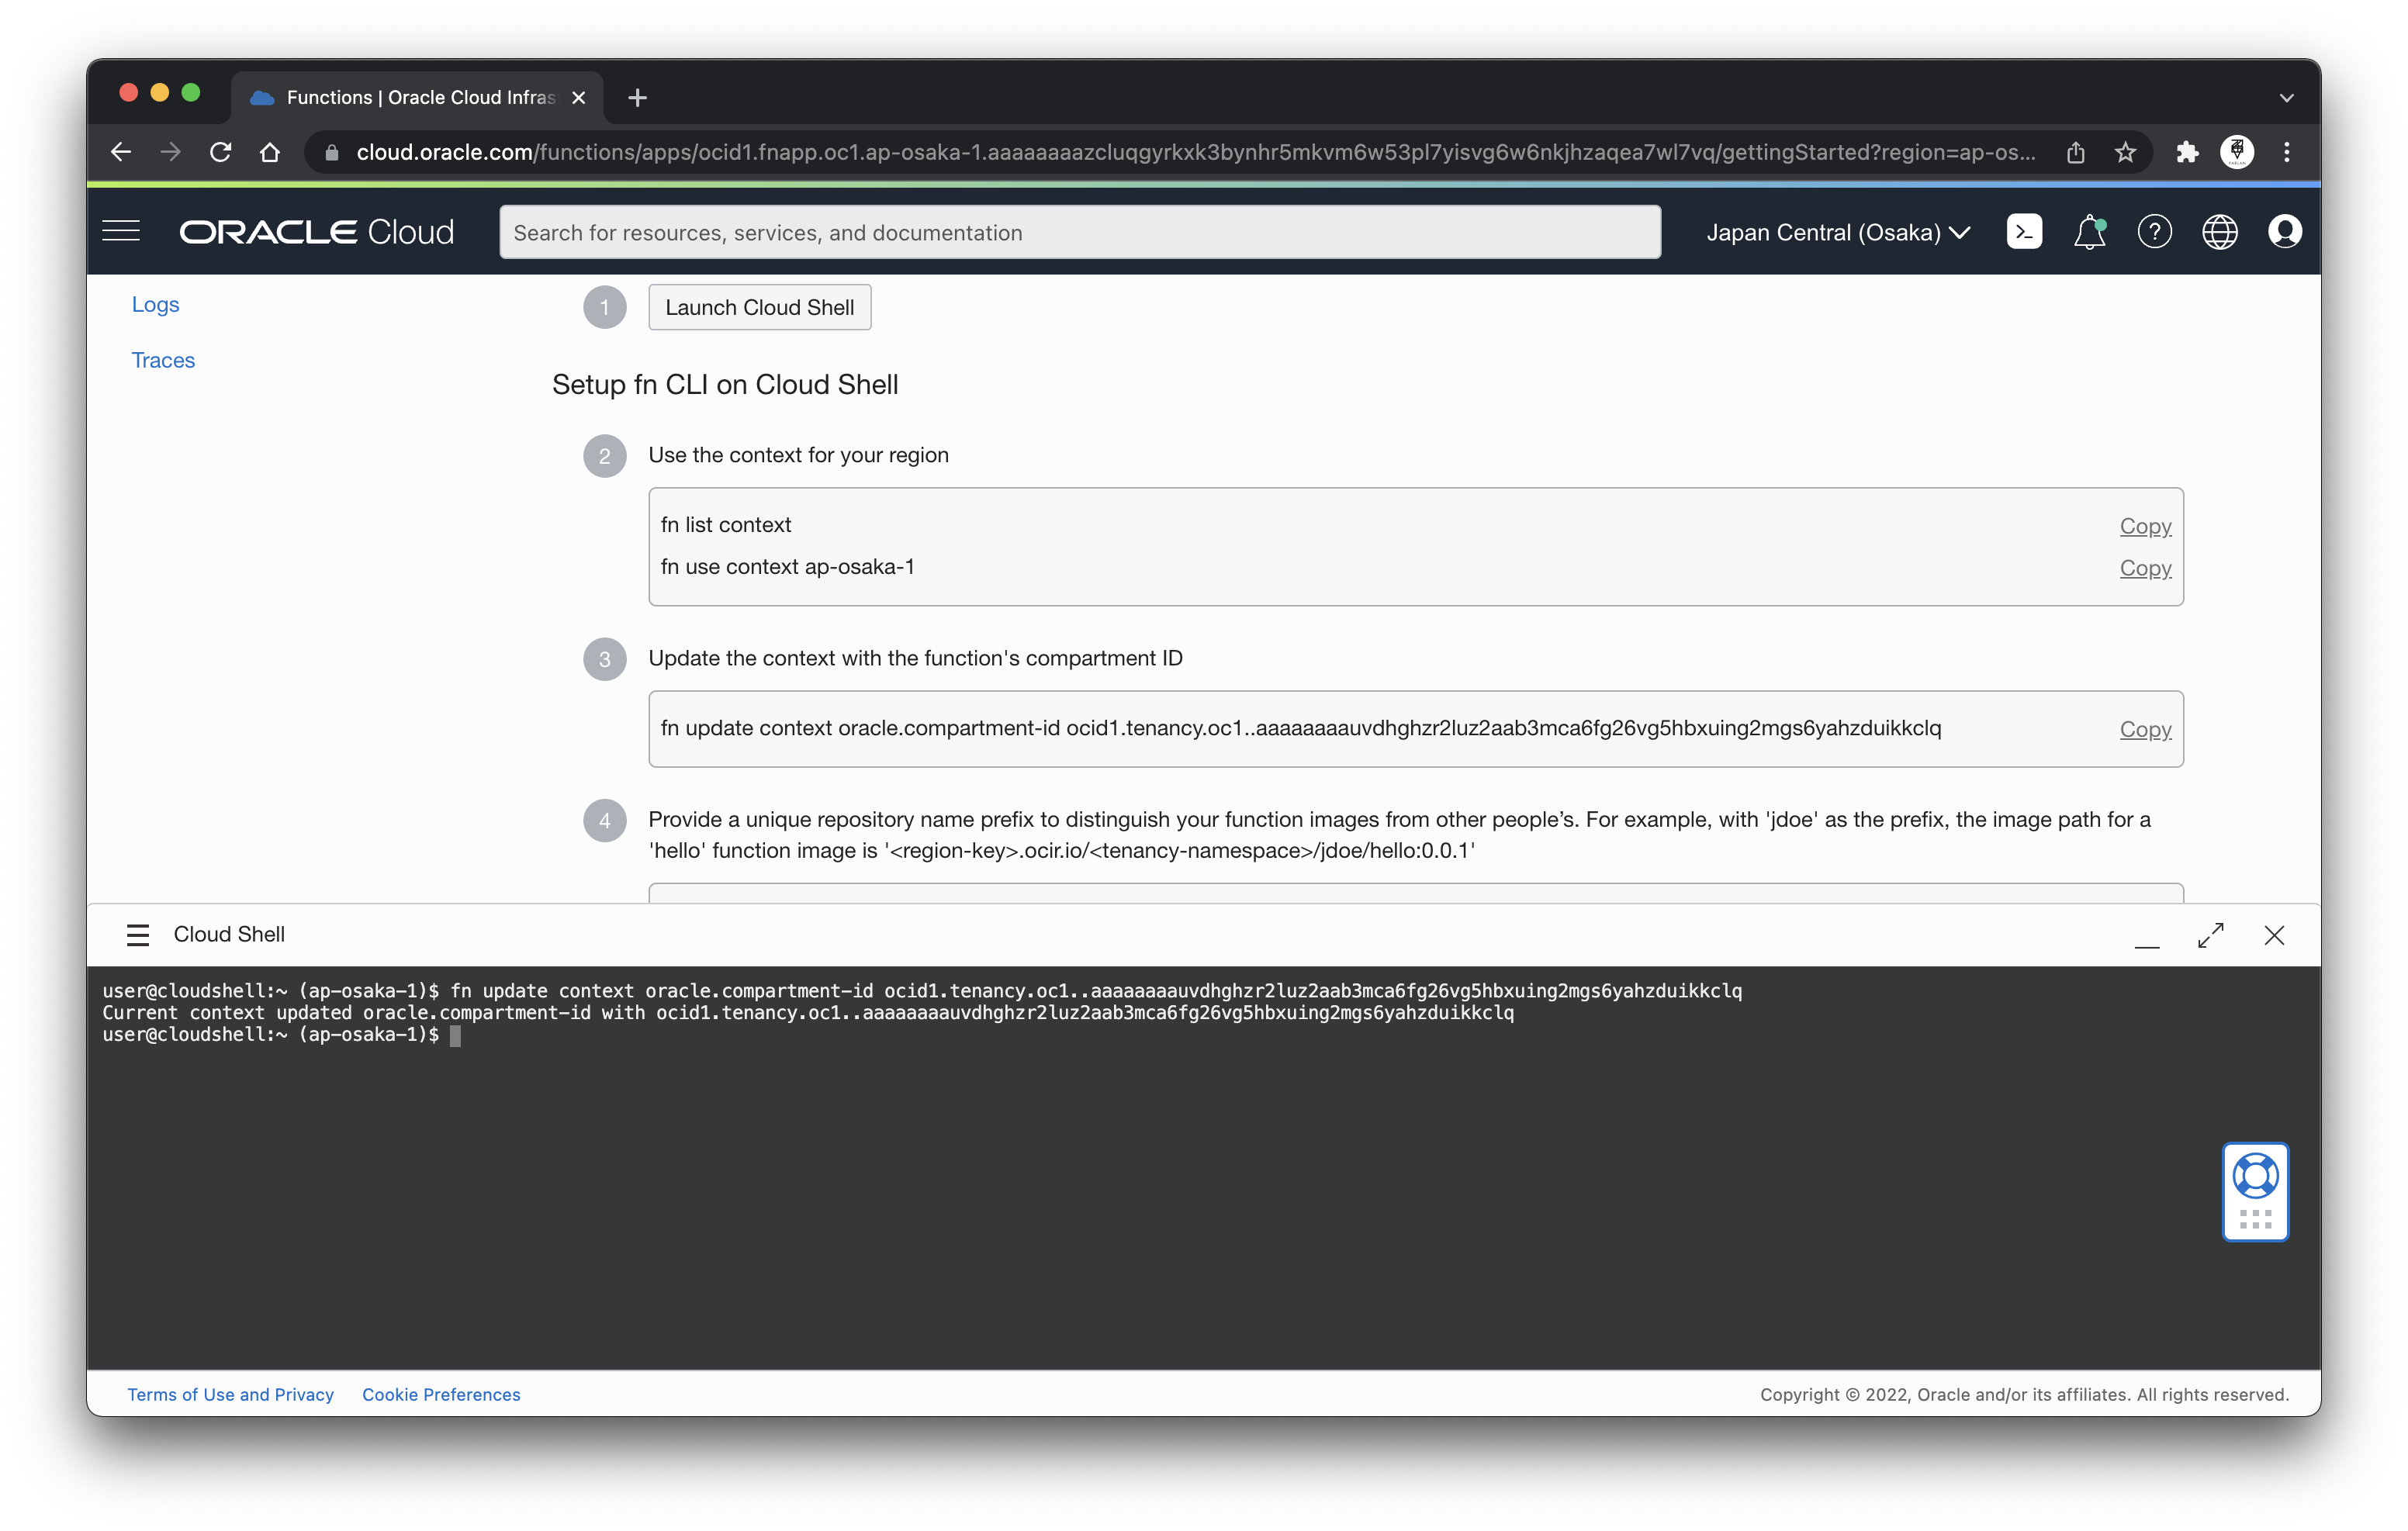 Functions | Oracle Cloud Infras
cloud.oracle.com/functions/apps/ocid1.fnapp.oc1.ap-osaka-1.aaaaaaaazcluqgyrkxk3bynhr5mkvm6w53pl7yisvg6w6nkjhzaqea7wl7vq/gettingStarted?region=ap-os...
ORACLE Cloud
Search for resources, services, and documentation
Japan Central (Osaka)
Logs
Traces
1
Launch Cloud Shell
Setup fn CLI on Cloud Shell
2
Use the context for your region
fn list context
Copy
fn use context ap-osaka-1
Copy
3
Update the context with the function's compartment ID
fn update context oracle.compartment-id ocid1.tenancy.oc1..aaaaaaaauvdhghzr2luz2aab3mca6fg26vg5hbxuing2mgs6yahzduikkclq
Copy
4
Provide a unique repository name prefix to distinguish your function images from other people’s. For example, with 'jdoe' as the prefix, the image path for a
'hello' function image is '<region-key>.ocir.io/<tenancy-namespace>/jdoe/hello:0.0.1'
Cloud Shell
user@cloudshell:~ (ap-osaka-1)$ fn update context oracle.compartment-id ocid1.tenancy.oc1..aaaaaaaauvdhghzr2luz2aab3mca6fg26vg5hbxuing2mgs6yahzduikkclq
Current context updated oracle.compartment-id with ocid1.tenancy.oc1..aaaaaaaauvdhghzr2luz2aab3mca6fg26vg5hbxuing2mgs6yahzduikkclq
user@cloudshell:~ (ap-osaka-1)$
Terms of Use and Privacy
Cookie Preferences
Copyright © 2022, Oracle and/or its affiliates. All rights reserved.